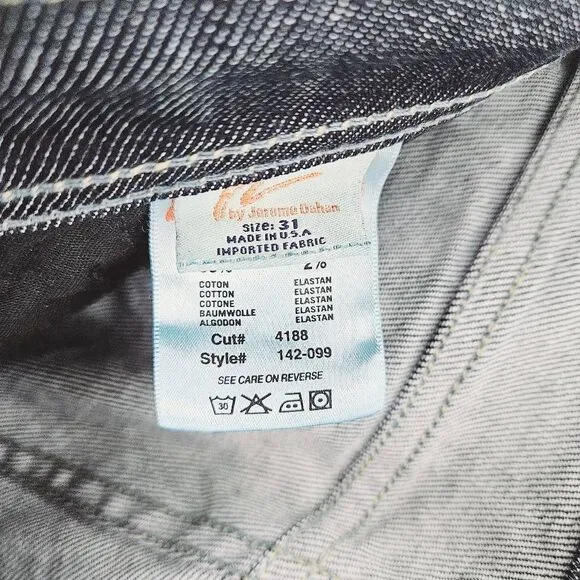 by Jerome Dahan
SIZE: 31
MADE IN U.S.A
IMPORTED FABRIC
2%
COTON ELASTAN
COTTON ELASTAN
COTONE ELASTAN
BAUMWOLLE ELASTAN
ALGODON ELASTAN
Cut# 4188
Style# 142-099
SEE CARE ON REVERSE
30